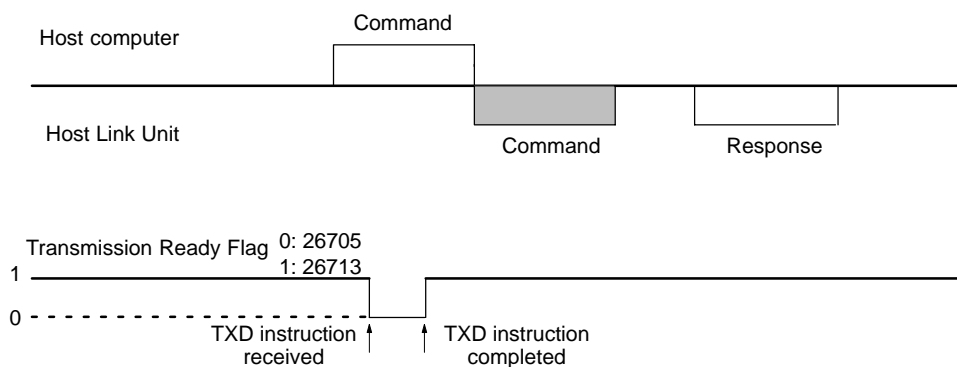 Command
Host computer
Host Link Unit
Command
Response
Transmission Ready Flag
0: 26705
1: 26713
1
0
TXD instruction
received
TXD instruction
completed